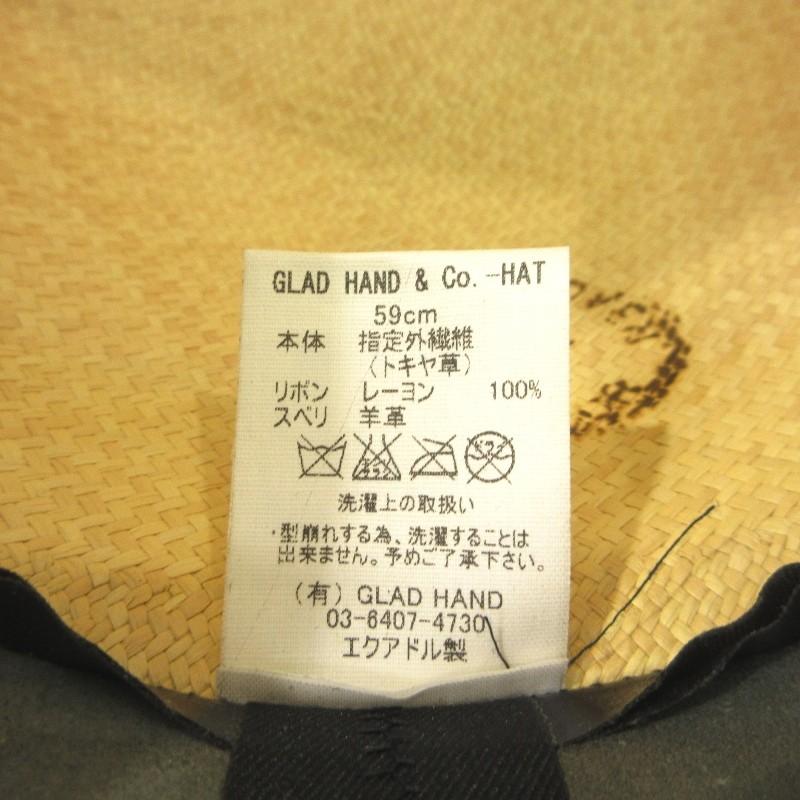 GLAD HAND & Co. -HAT
59cm
本体 指定外繊維
(トキヤ草)
リボン レーヨン 100%
スベリ 羊革
洗濯上の取扱い
・型崩れする為、洗濯することは
出来ません。予めご了承下さい。
(有) GLAD HAND
03-6407-4730
エクアドル製